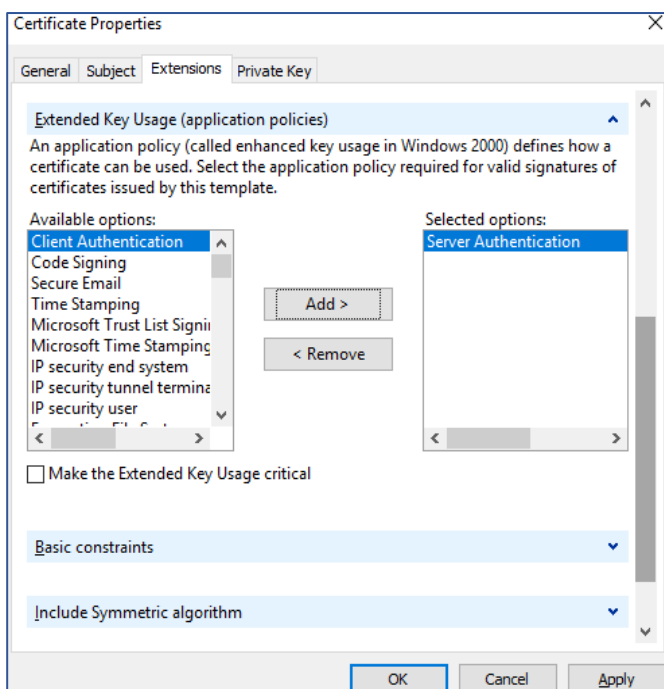 Certificate Properties
General Subject Extensions Private Key
Extended Key Usage (application policies)
An application policy (called enhanced key usage in Windows 2000) defines how a
certificate can be used. Select the application policy required for valid signatures of
certificates issued by this template.
Available options:
Selected options:
Client Authentication
Server Authentication
Code Signing
Secure Email
Time Stamping
Microsoft Trust List Signi
Microsoft Time Stamping
IP security end system
IP security tunnel termina
IP security user
Add >
< Remove
Make the Extended Key Usage critical
Basic constraints
Include Symmetric algorithm
OK Cancel Apply